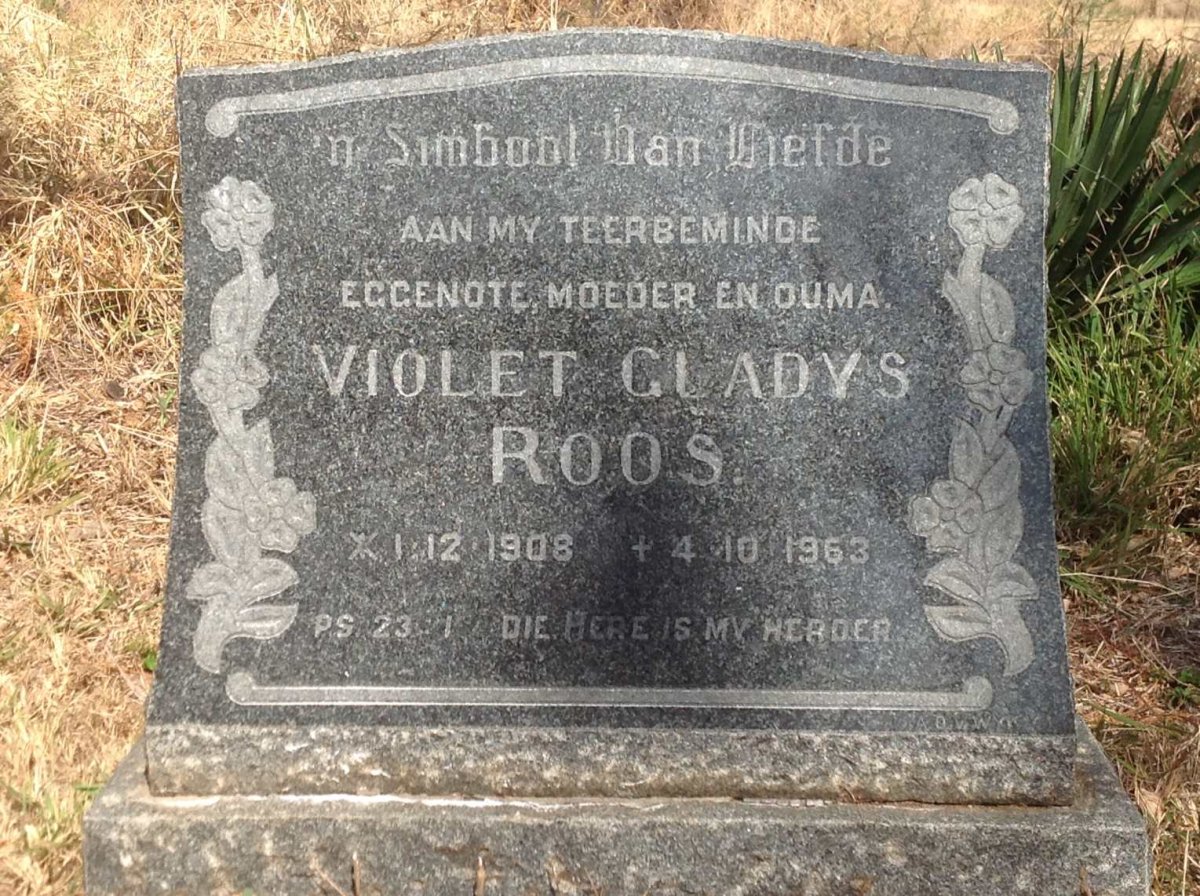 'n Simbool Van Liefde
AAN MY TEERBEMINDE
EGGENOTE, MOEDER EN OUMA.
VIOLET GLADYS
ROOS.
* 1·12·1908 + 4·10·1963
PS. 23:1 DIE HERE IS MY HERDER.